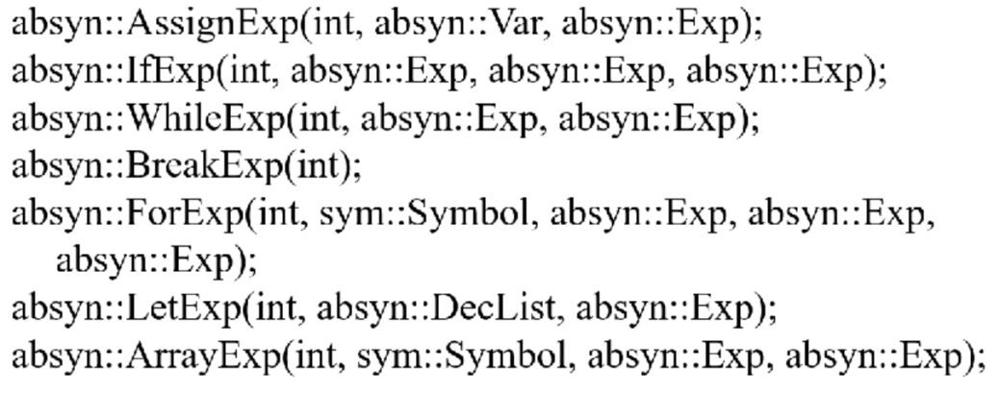 absyn::AssignExp(int, absyn::Var, absyn::Exp);
absyn::IfExp(int, absyn::Exp, absyn::Exp, absyn::Exp);
absyn::WhileExp(int, absyn::Exp, absyn::Exp);
absyn::BreakExp(int);
absyn::ForExp(int, sym::Symbol, absyn::Exp, absyn::Exp,
absyn::Exp);
absyn::LetExp(int, absyn::DecList, absyn::Exp);
absyn::ArrayExp(int, sym::Symbol, absyn::Exp, absyn::Exp);